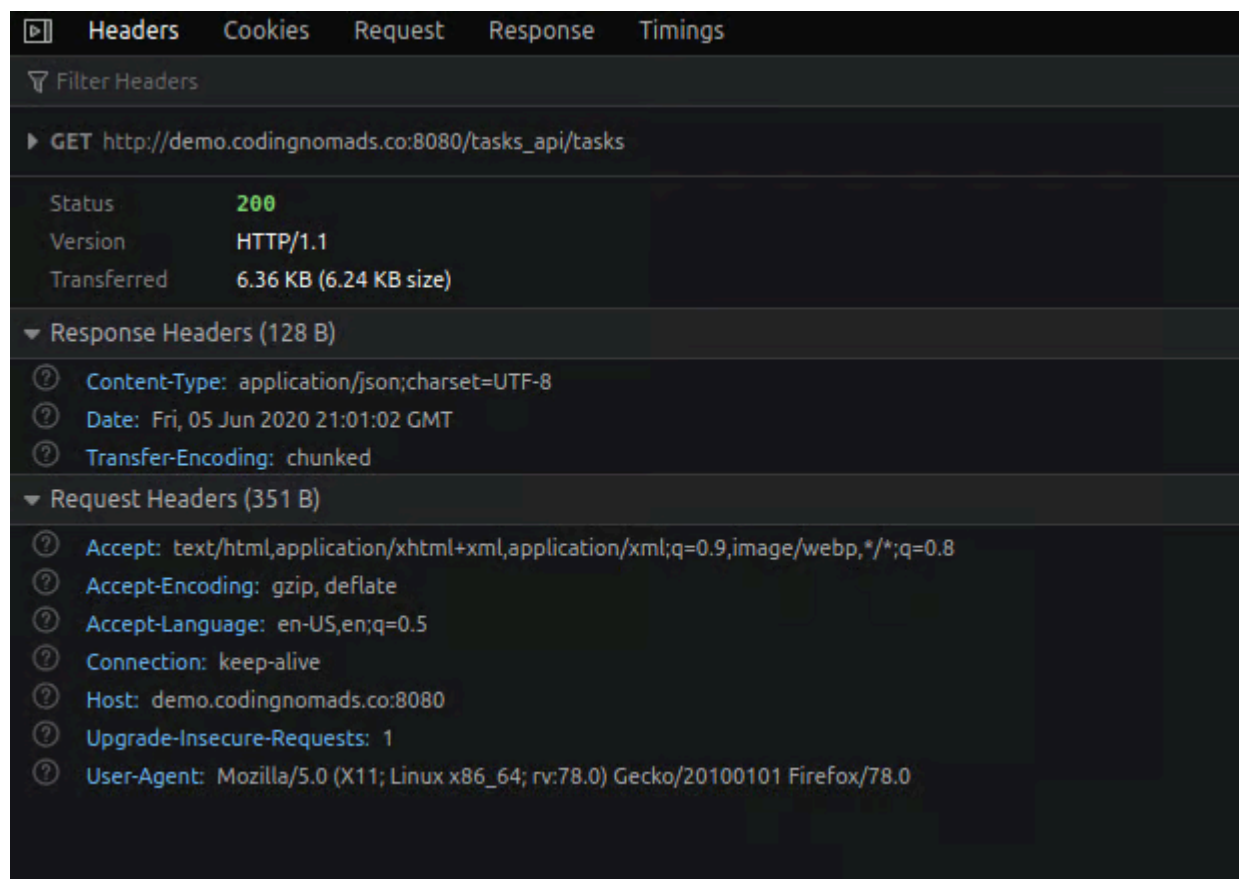 Headers Cookies Request Response Timings
Filter Headers
GET http://demo.codingnomads.co:8080/tasks_api/tasks
Status 200
Version HTTP/1.1
Transferred 6.36 KB (6.24 KB size)
Response Headers (128 B)
Content-Type: application/json;charset=UTF-8
Date: Fri, 05 Jun 2020 21:01:02 GMT
Transfer-Encoding: chunked
Request Headers (351 B)
Accept: text/html,application/xhtml+xml,application/xml;q=0.9,image/webp,*/*;q=0.8
Accept-Encoding: gzip, deflate
Accept-Language: en-US,en;q=0.5
Connection: keep-alive
Host: demo.codingnomads.co:8080
Upgrade-Insecure-Requests: 1
User-Agent: Mozilla/5.0 (X11; Linux x86_64; rv:78.0) Gecko/20100101 Firefox/78.0